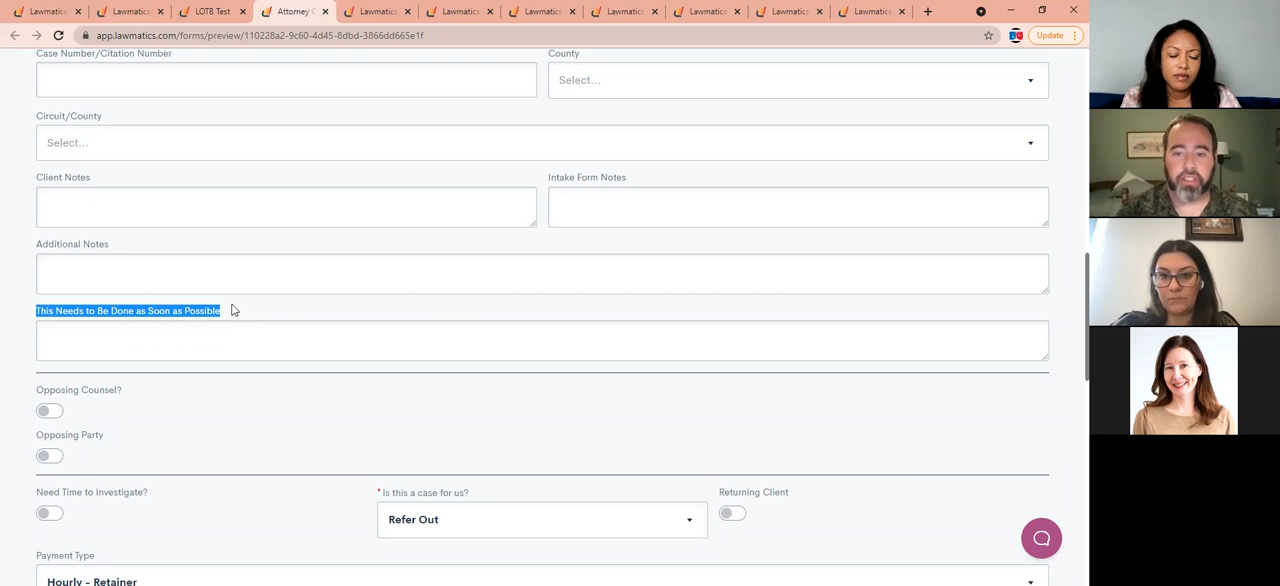 Lawmatics
Lawmatics
LOTB Test
Attorney C
Lawmatics
Lawmatics
Lawmatics
Lawmatics
Lawmatics
Lawmatics
Lawmatics
app.lawmatics.com/forms/preview/110228a2-9c60-4d45-8dbd-3866dd665e1f
Update
Case Number/Citation Number
County
Select...
Circuit/County
Select...
Client Notes
Intake Form Notes
Additional Notes
This Needs to Be Done as Soon as Possible
Opposing Counsel?
Opposing Party
Need Time to Investigate?
* Is this a case for us?
Returning Client
Refer Out
Payment Type
Hourly - Retainer